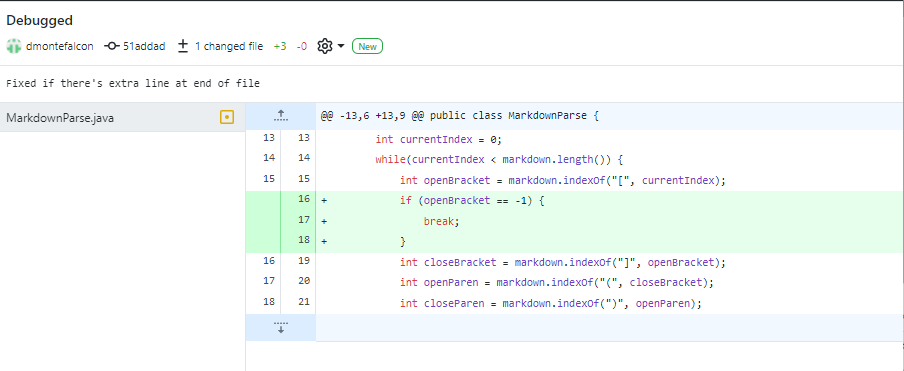 Debugged
dmontefalcon 51addad 1 changed file +3 -0 New
Fixed if there's extra line at end of file
MarkdownParse.java
@@ -13,6 +13,9 @@ public class MarkdownParse {
13 13 int currentIndex = 0;
14 14 while(currentIndex < markdown.length()) {
15 15 int openBracket = markdown.indexOf("[", currentIndex);
16 + if (openBracket == -1) {
17 + break;
18 + }
16 19 int closeBracket = markdown.indexOf("]", openBracket);
17 20 int openParen = markdown.indexOf("(", closeBracket);
18 21 int closeParen = markdown.indexOf(")", openParen);